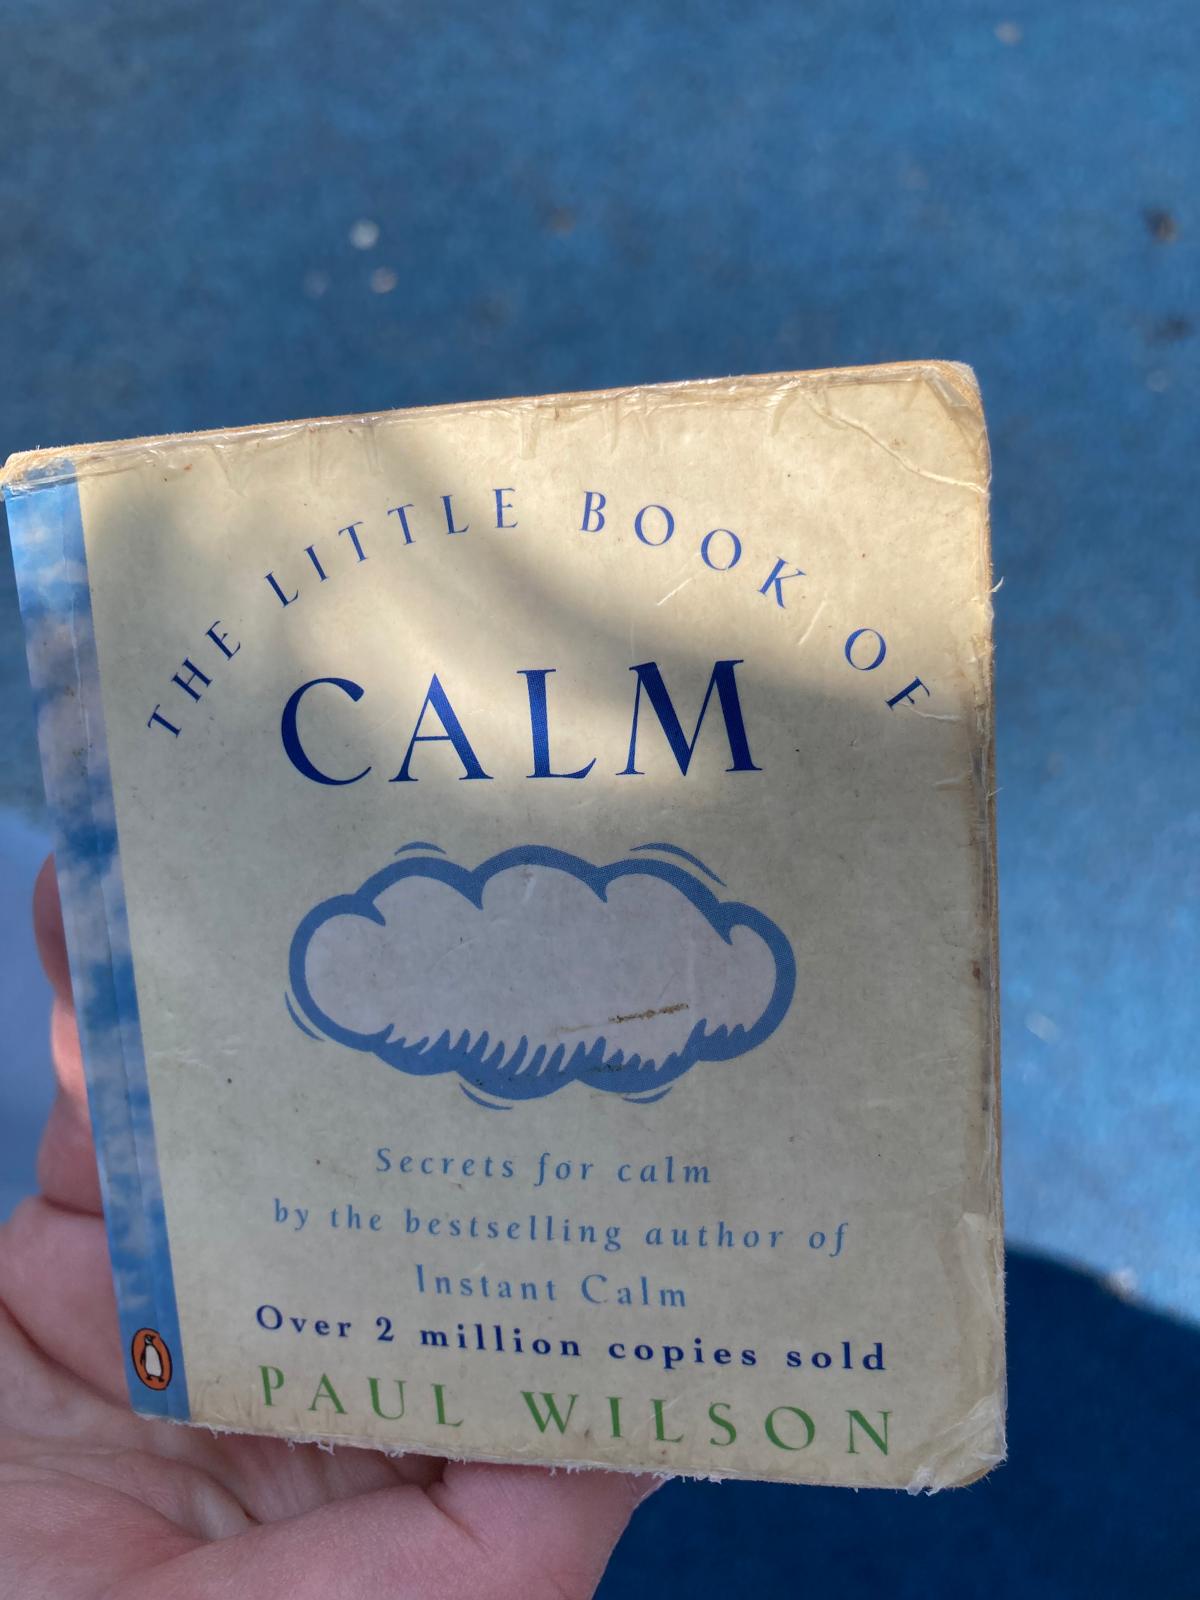 THE LITTLE BOOK OF
CALM
Secrets for calm
by the bestselling author of
Instant Calm
Over 2 million copies sold
PAUL WILSON